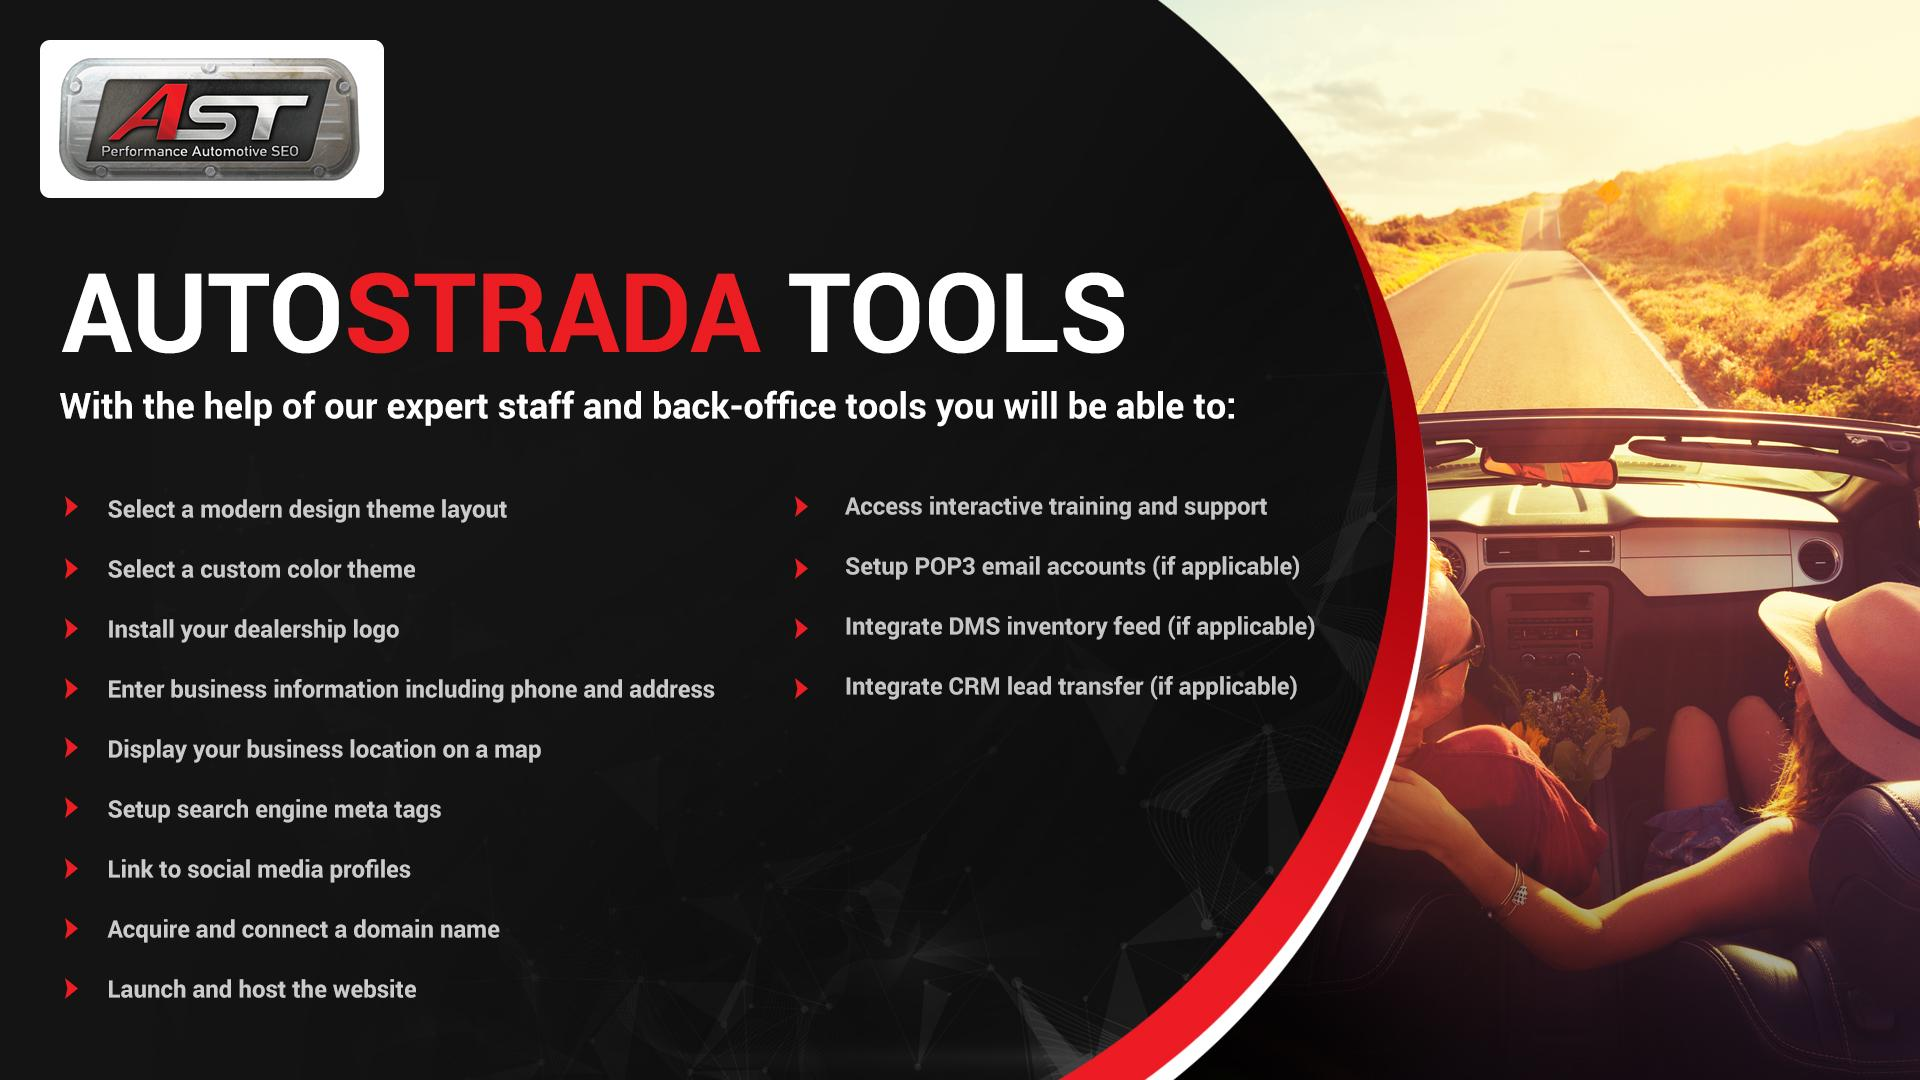 AST
Performance Automotive SEO
AUTOSTRADA TOOLS
With the help of our expert staff and back-office tools you will be able to:
Select a modern design theme layout
Select a custom color theme
Install your dealership logo
Enter business information including phone and address
Display your business location on a map
Setup search engine meta tags
Link to social media profiles
Acquire and connect a domain name
Launch and host the website
Access interactive training and support
Setup POP3 email accounts (if applicable)
Integrate DMS inventory feed (if applicable)
Integrate CRM lead transfer (if applicable)